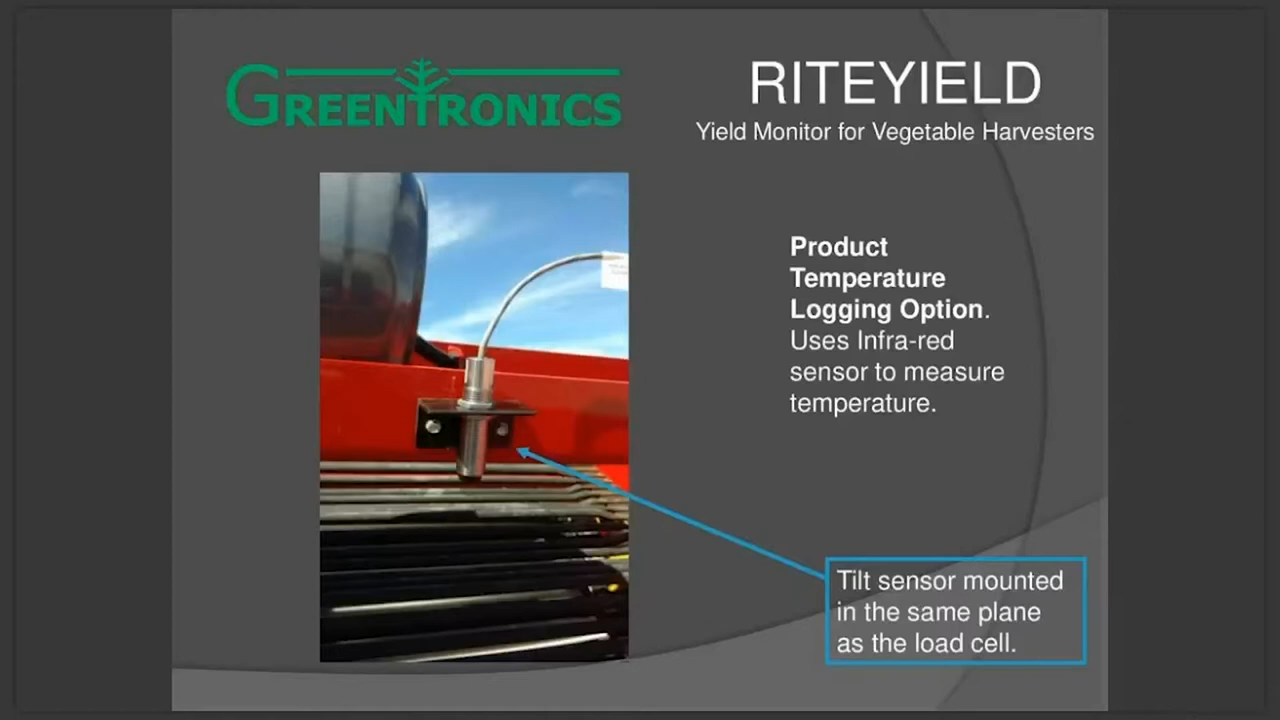 GREENTRONICS
RITEYIELD
Yield Monitor for Vegetable Harvesters
Product
Temperature
Logging Option.
Uses Infra-red
sensor to measure
temperature.
Tilt sensor mounted
in the same plane
as the load cell.